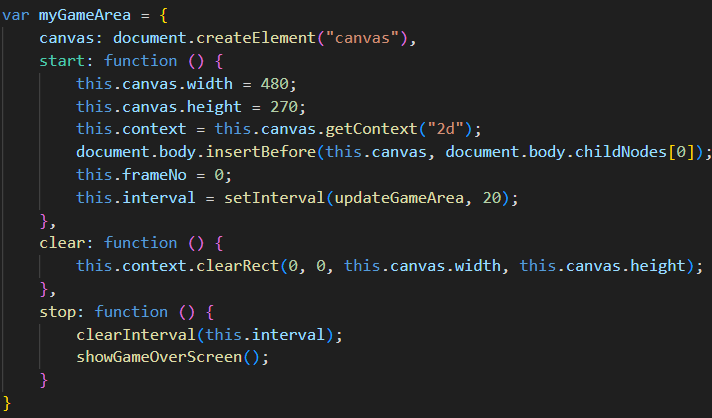 var myGameArea = {
    canvas: document.createElement("canvas"),
    start: function () {
        this.canvas.width = 480;
        this.canvas.height = 270;
        this.context = this.canvas.getContext("2d");
        document.body.insertBefore(this.canvas, document.body.childNodes[0]);
        this.frameNo = 0;
        this.interval = setInterval(updateGameArea, 20);
    },
    clear: function () {
        this.context.clearRect(0, 0, this.canvas.width, this.canvas.height);
    },
    stop: function () {
        clearInterval(this.interval);
        showGameOverScreen();
    }
}